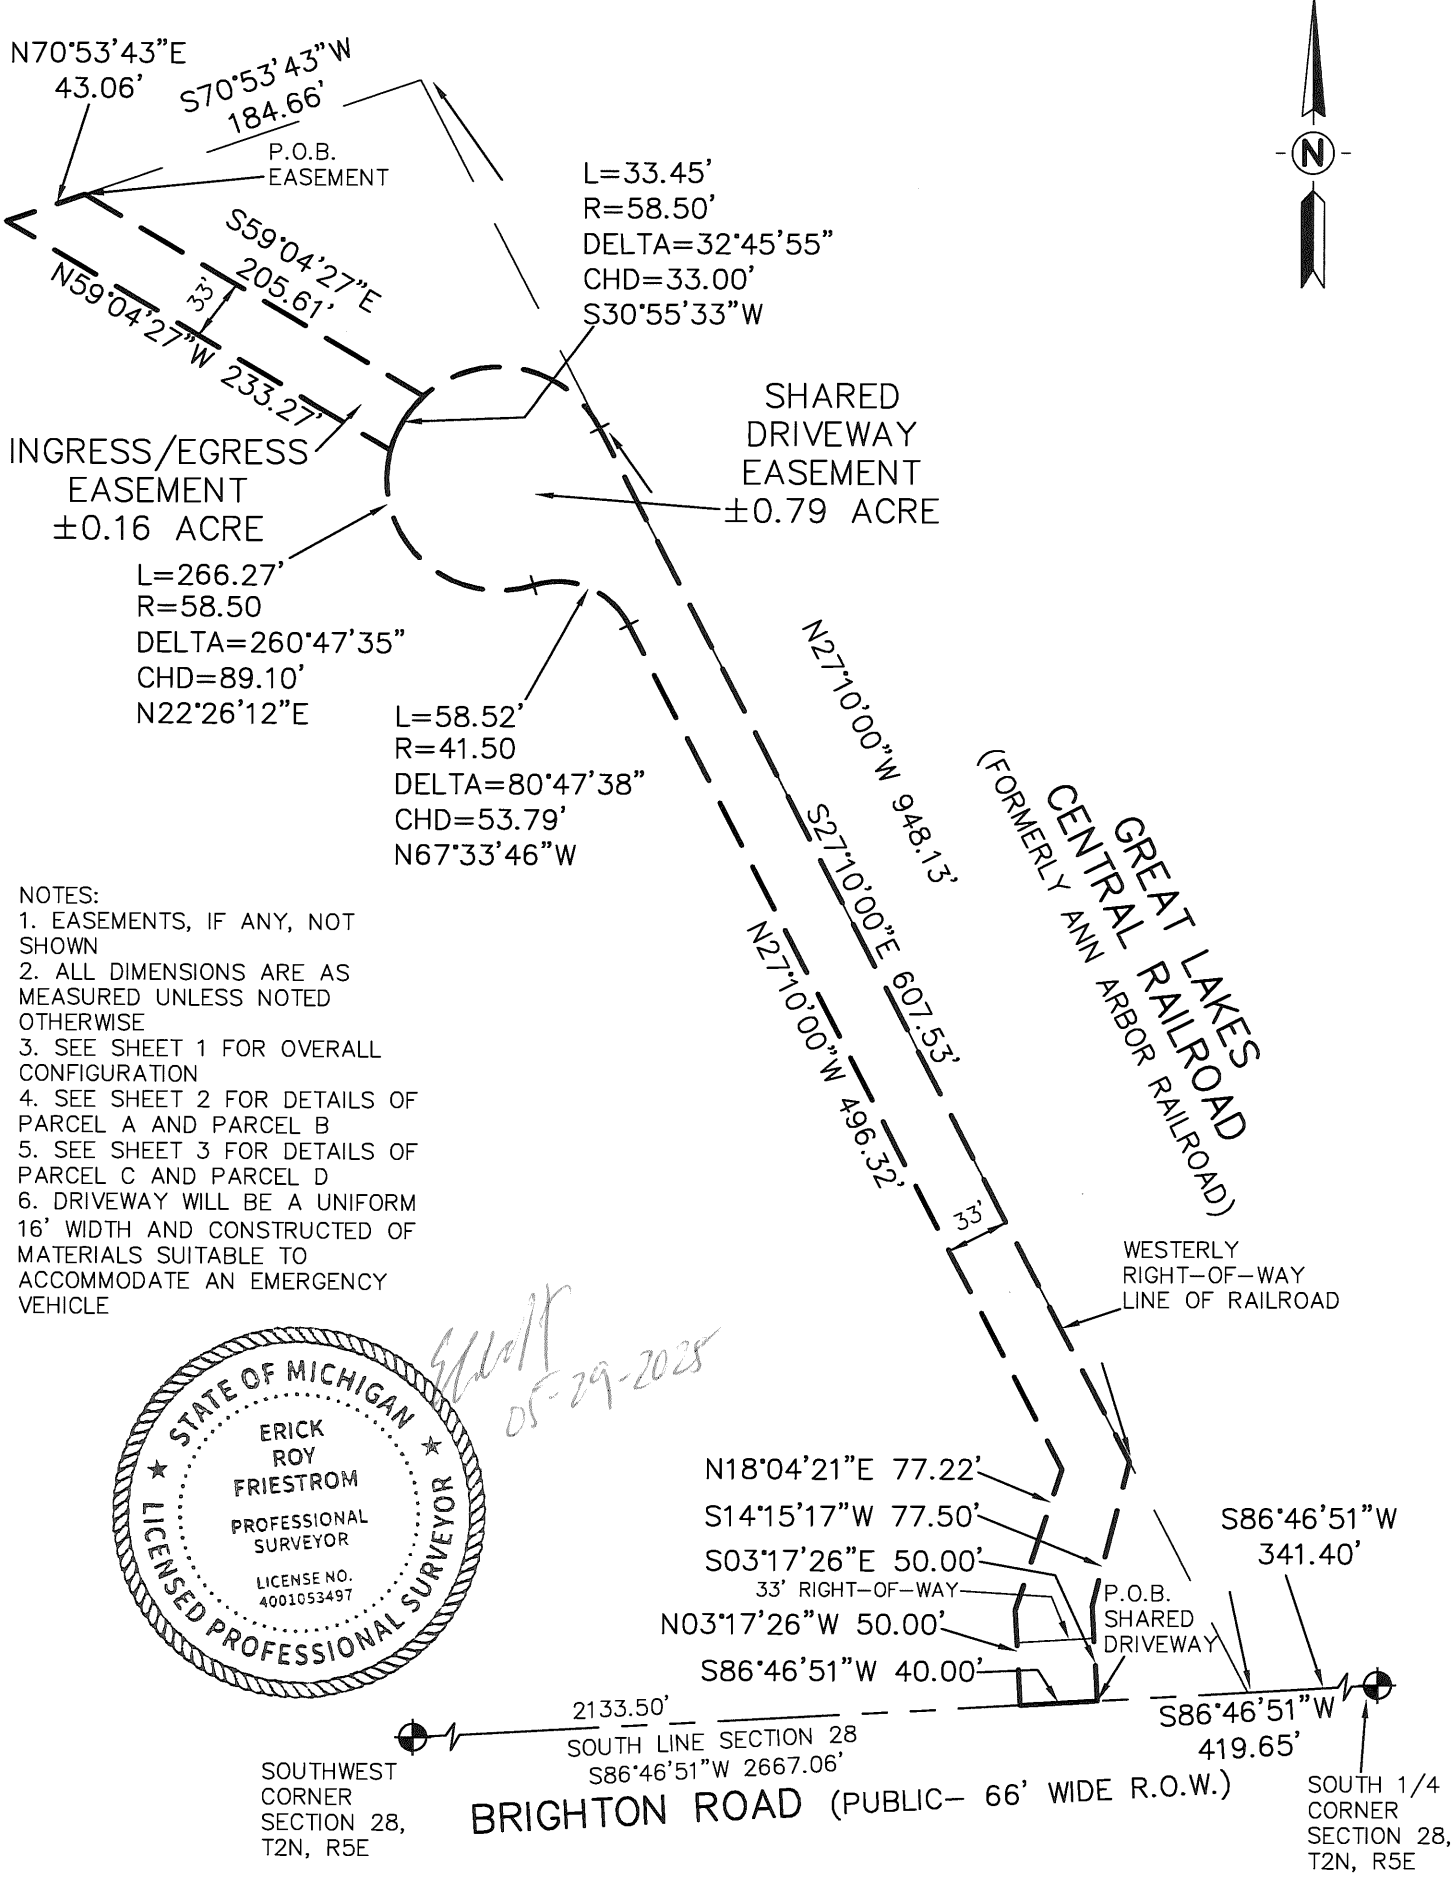 N70°53'43"E
43.06'
S70°53'43"W
184.66'
P.O.B.
EASEMENT
N
L=33.45'
R=58.50'
DELTA=32°45'55"
CHD=33.00'
S30°55'33"W
S59°04'27"E
205.61'
33'
N59°04'27"W 233.27'
SHARED
DRIVEWAY
EASEMENT
±0.79 ACRE
INGRESS/EGRESS
EASEMENT
±0.16 ACRE
L=266.27'
R=58.50
DELTA=260°47'35"
CHD=89.10'
N22°26'12"E
L=58.52'
R=41.50
DELTA=80°47'38"
CHD=53.79'
N67°33'46"W
N27°10'00"W 948.13'
S27°10'00"E 607.53'
N27°10'00"W 496.32'
GREAT LAKES
CENTRAL RAILROAD
(FORMERLY ANN ARBOR RAILROAD)
NOTES:
1. EASEMENTS, IF ANY, NOT
SHOWN
2. ALL DIMENSIONS ARE AS
MEASURED UNLESS NOTED
OTHERWISE
3. SEE SHEET 1 FOR OVERALL
CONFIGURATION
4. SEE SHEET 2 FOR DETAILS OF
PARCEL A AND PARCEL B
5. SEE SHEET 3 FOR DETAILS OF
PARCEL C AND PARCEL D
6. DRIVEWAY WILL BE A UNIFORM
16' WIDTH AND CONSTRUCTED OF
MATERIALS SUITABLE TO
ACCOMMODATE AN EMERGENCY
VEHICLE
33'
WESTERLY
RIGHT-OF-WAY
LINE OF RAILROAD
05-29-2025
STATE OF MICHIGAN
ERICK
ROY
FRIESTROM
PROFESSIONAL
SURVEYOR
LICENSE NO.
4001053497
LICENSED PROFESSIONAL SURVEYOR
N18°04'21"E 77.22'
S14°15'17"W 77.50'
S03°17'26"E 50.00'
33' RIGHT-OF-WAY
N03°17'26"W 50.00'
S86°46'51"W 40.00'
P.O.B.
SHARED
DRIVEWAY
S86°46'51"W
341.40'
2133.50'
SOUTH LINE SECTION 28
S86°46'51"W 2667.06'
S86°46'51"W
419.65'
SOUTHWEST
CORNER
SECTION 28,
T2N, R5E
BRIGHTON ROAD (PUBLIC- 66' WIDE R.O.W.)
SOUTH 1/4
CORNER
SECTION 28,
T2N, R5E